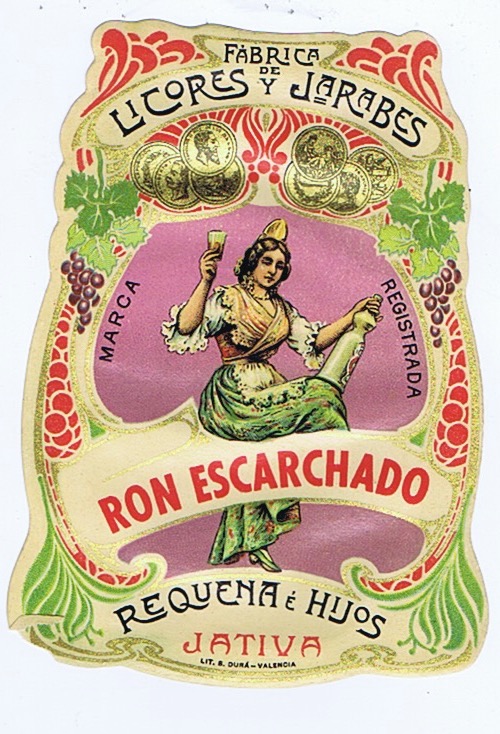 FÁBRICA
DE
LICORES Y JARABES
MARCA
REGISTRADA
RON ESCARCHADO
REQUENA é HIJOS
JATIVA
LIT. S. DURÁ – VALENCIA